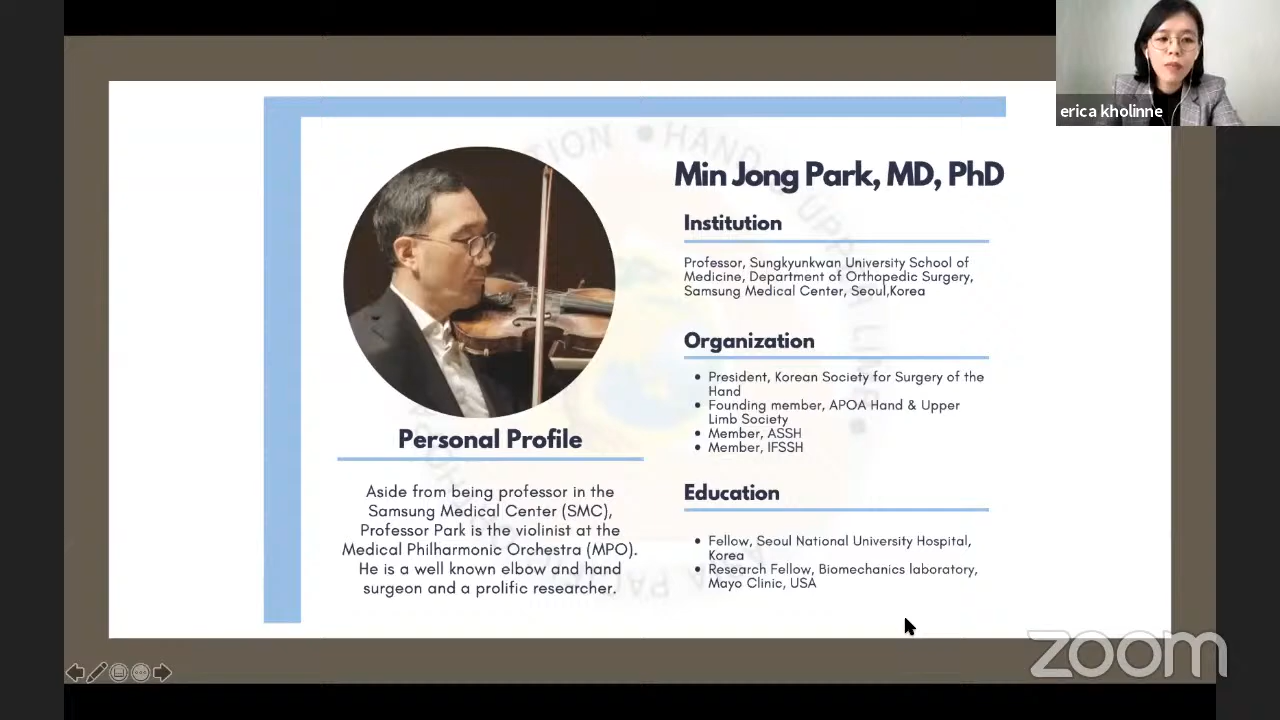 erica kholinne
Min Jong Park, MD, PhD
Institution
Professor, Sungkyunkwan University School of
Medicine, Department of Orthopedic Surgery,
Samsung Medical Center, Seoul,Korea
Organization
President, Korean Society for Surgery of the
Hand
Founding member, APOA Hand & Upper
Limb Society
Member, ASSH
Member, IFSSH
Education
Fellow, Seoul National University Hospital,
Korea
Research Fellow, Biomechanics laboratory,
Mayo Clinic, USA
Personal Profile
Aside from being professor in the
Samsung Medical Center (SMC),
Professor Park is the violinist at the
Medical Philharmonic Orchestra (MPO).
He is a well known elbow and hand
surgeon and a prolific researcher.
zoom